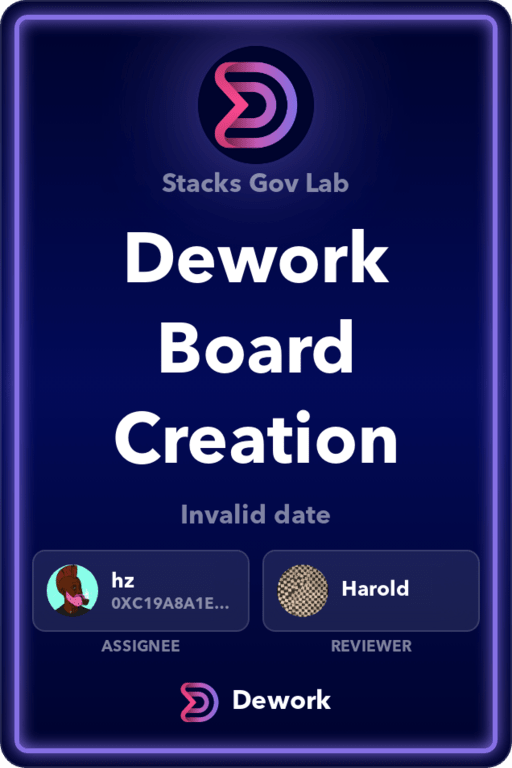 Stacks Gov Lab
Dework
Board
Creation
Invalid date
hz
0XC19A8A1E...
ASSIGNEE
Harold
REVIEWER
Dework